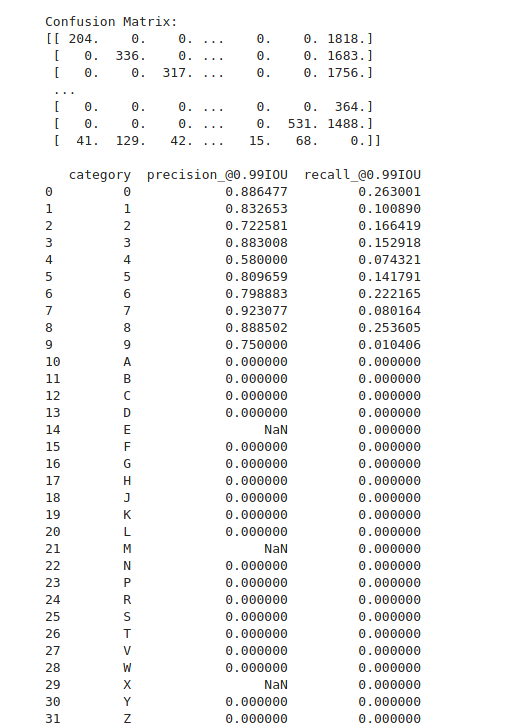 Confusion Matrix:
[[ 204.    0.    0. ...    0.    0. 1818.]
 [   0.  336.    0. ...    0.    0. 1683.]
 [   0.    0.  317. ...    0.    0. 1756.]
 ...
 [   0.    0.    0. ...    0.    0.  364.]
 [   0.    0.    0. ...    0.  531. 1488.]
 [  41.  129.   42. ...   15.   68.    0.]]
   category  precision_@0.99IOU  recall_@0.99IOU
0         0            0.886477         0.263001
1         1            0.832653         0.100890
2         2            0.722581         0.166419
3         3            0.883008         0.152918
4         4            0.580000         0.074321
5         5            0.809659         0.141791
6         6            0.798883         0.222165
7         7            0.923077         0.080164
8         8            0.888502         0.253605
9         9            0.750000         0.010406
10        A            0.000000         0.000000
11        B            0.000000         0.000000
12        C            0.000000         0.000000
13        D            0.000000         0.000000
14        E                 NaN         0.000000
15        F            0.000000         0.000000
16        G            0.000000         0.000000
17        H            0.000000         0.000000
18        J            0.000000         0.000000
19        K            0.000000         0.000000
20        L            0.000000         0.000000
21        M                 NaN         0.000000
22        N            0.000000         0.000000
23        P            0.000000         0.000000
24        R            0.000000         0.000000
25        S            0.000000         0.000000
26        T            0.000000         0.000000
27        V            0.000000         0.000000
28        W            0.000000         0.000000
29        X                 NaN         0.000000
30        Y            0.000000         0.000000
31        Z            0.000000         0.000000